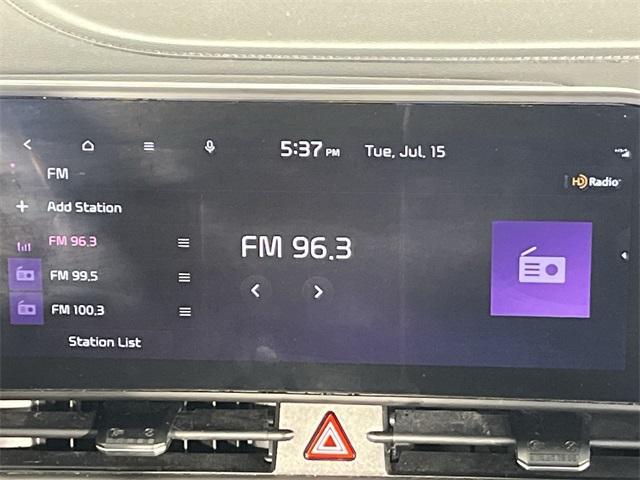 5:37 PM Tue, Jul. 15
FM
HD Radio
+ Add Station
FM 96.3
FM 99.5
FM 100.3
Station List
FM 96.3